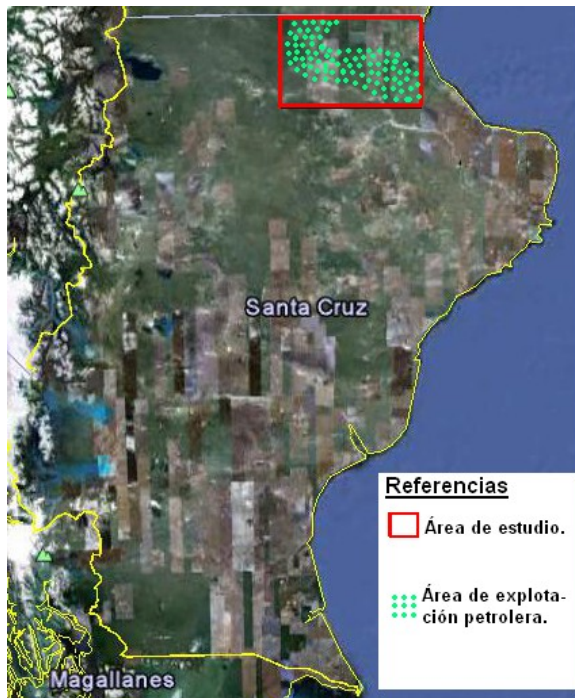 Santa Cruz
Referencias
Área de estudio.
Área de explota-
ción petrolera.
Magallanes